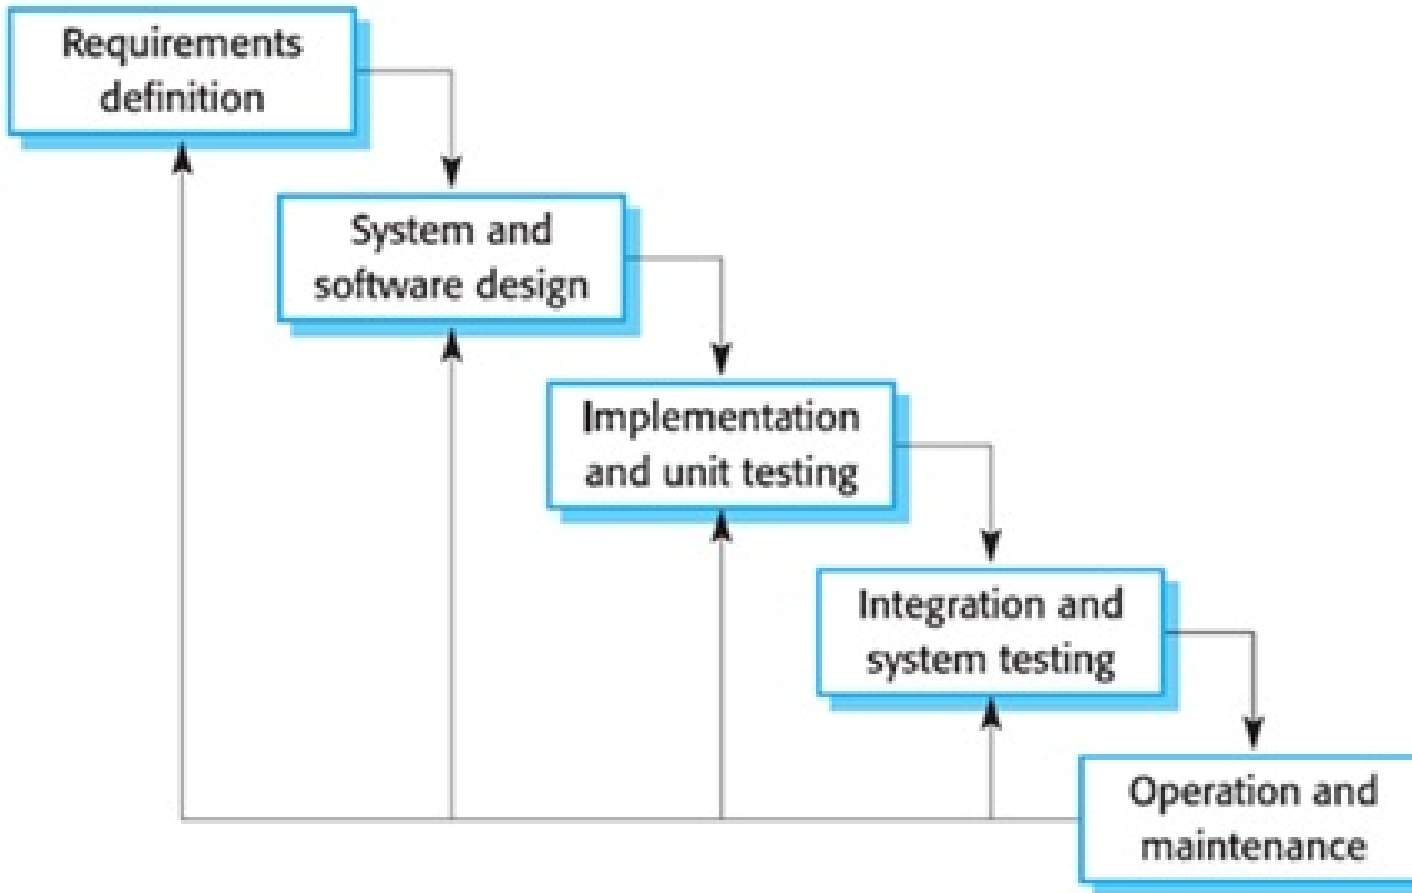 Requirements
definition
System and
software design
Implementation
and unit testing
Integration and
system testing
Operation and
maintenance